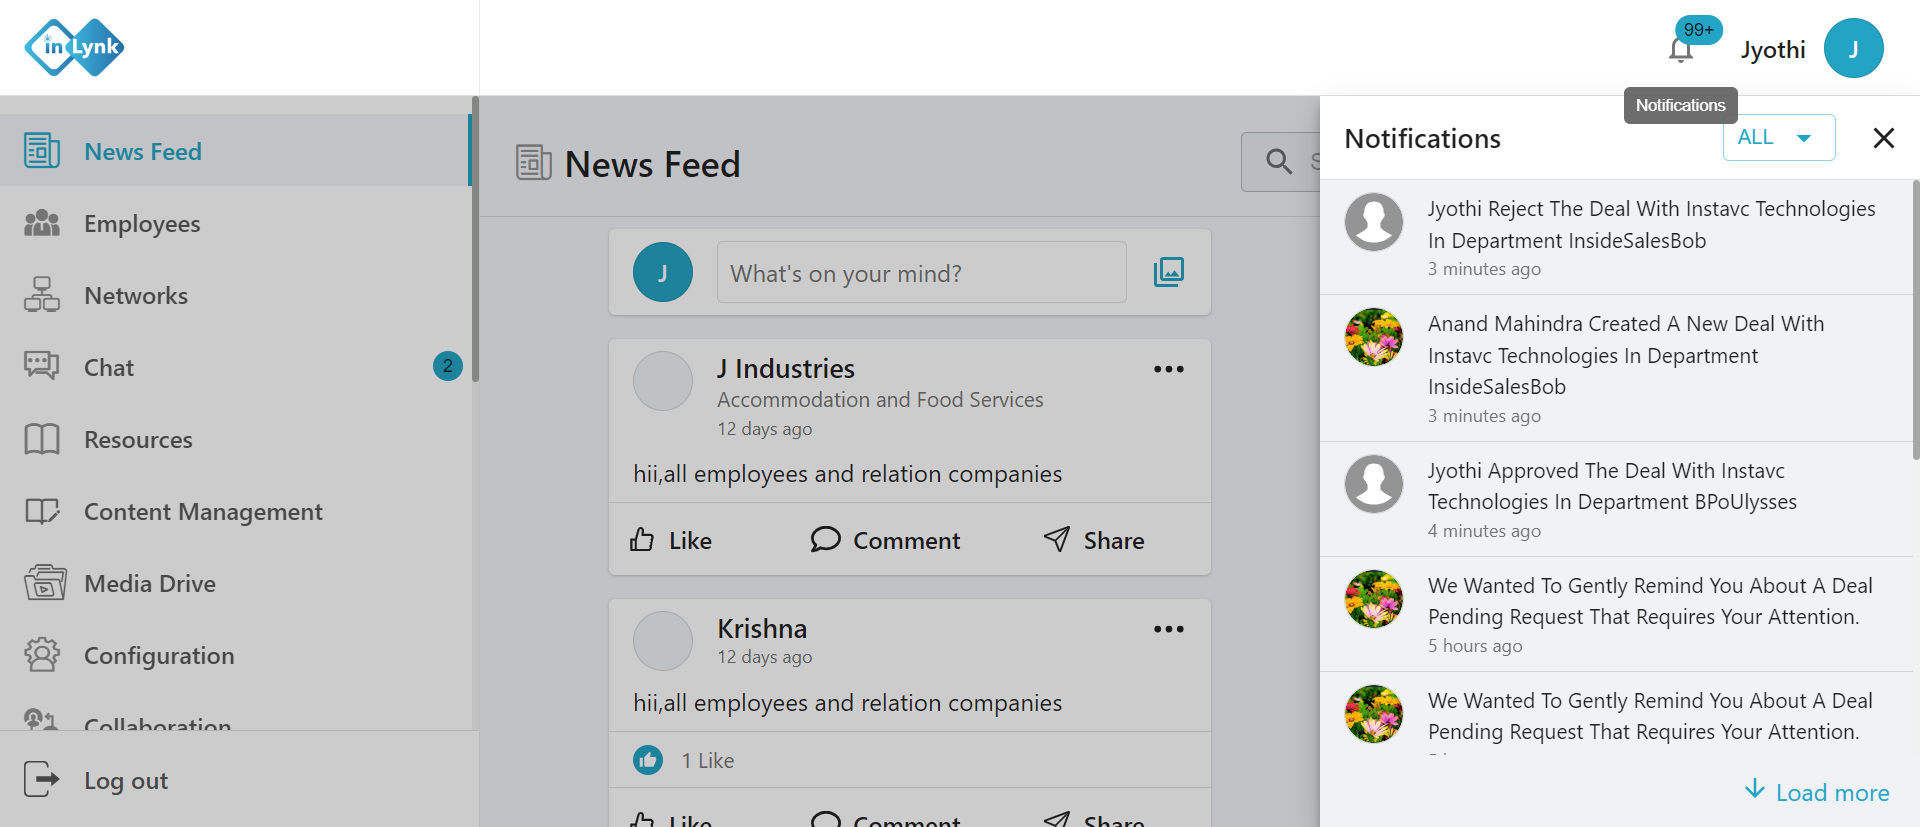 in Lynk
99+
Jyothi
J
Notifications
News Feed
Employees
Networks
Chat
2
Resources
Content Management
Media Drive
Configuration
Collaboration
Log out
News Feed
J
What's on your mind?
J Industries
Accommodation and Food Services
12 days ago
hii,all employees and relation companies
Like
Comment
Share
Krishna
12 days ago
hii,all employees and relation companies
1 Like
Like
Comment
Share
Notifications
ALL
Jyothi Reject The Deal With Instavc Technologies
In Department InsideSalesBob
3 minutes ago
Anand Mahindra Created A New Deal With
Instavc Technologies In Department
InsideSalesBob
3 minutes ago
Jyothi Approved The Deal With Instavc
Technologies In Department BPoUlysses
4 minutes ago
We Wanted To Gently Remind You About A Deal
Pending Request That Requires Your Attention.
5 hours ago
We Wanted To Gently Remind You About A Deal
Pending Request That Requires Your Attention.
Load more